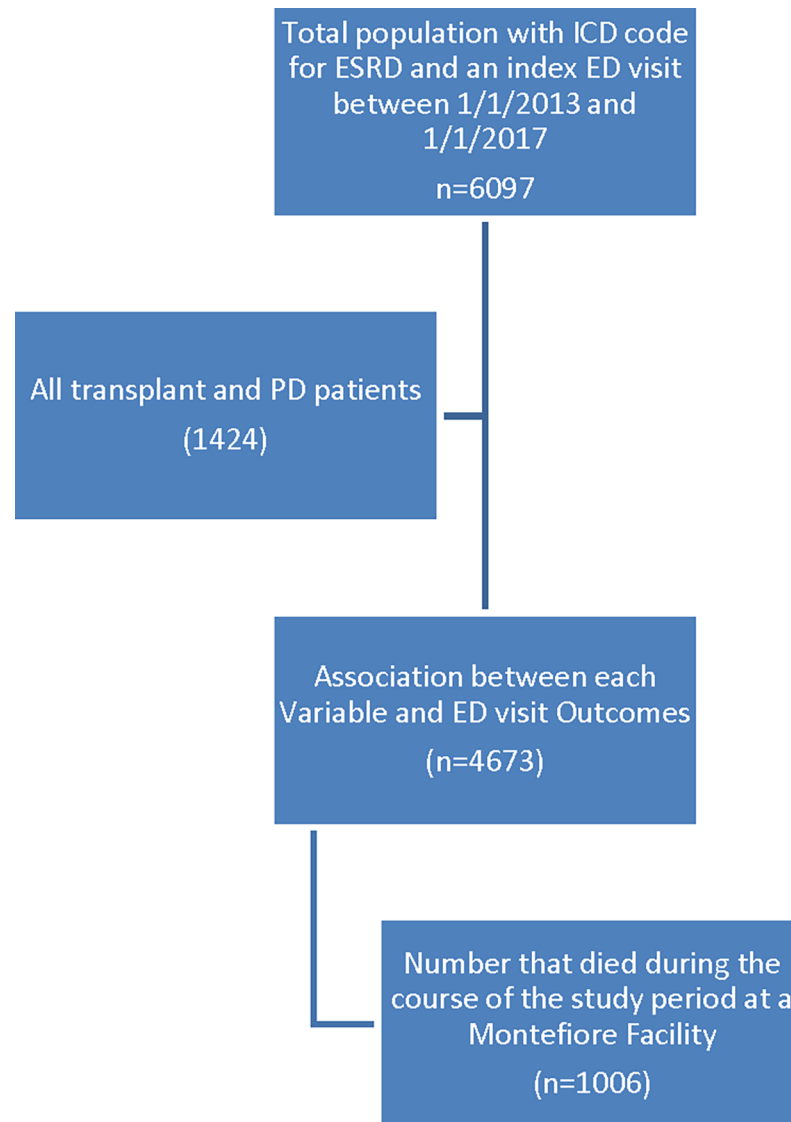 Total population with ICD code
for ESRD and an index ED visit
between 1/1/2013 and
1/1/2017
n=6097
All transplant and PD patients
(1424)
Association between each
Variable and ED visit Outcomes
(n=4673)
Number that died during the
course of the study period at a
Montefiore Facility
(n=1006)